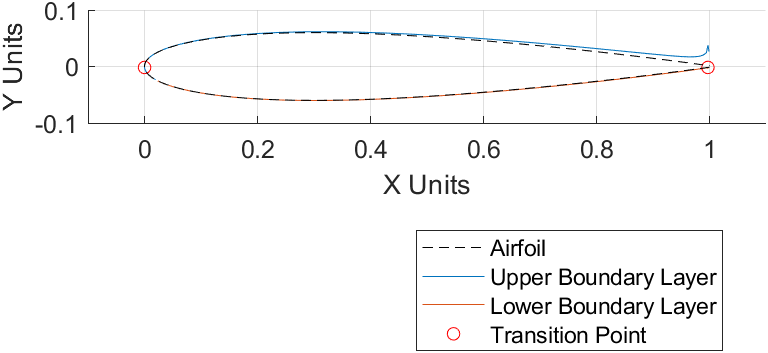 0.1
0
-0.1
Y Units
0 0.2 0.4 0.6 0.8 1
X Units
Airfoil
Upper Boundary Layer
Lower Boundary Layer
Transition Point